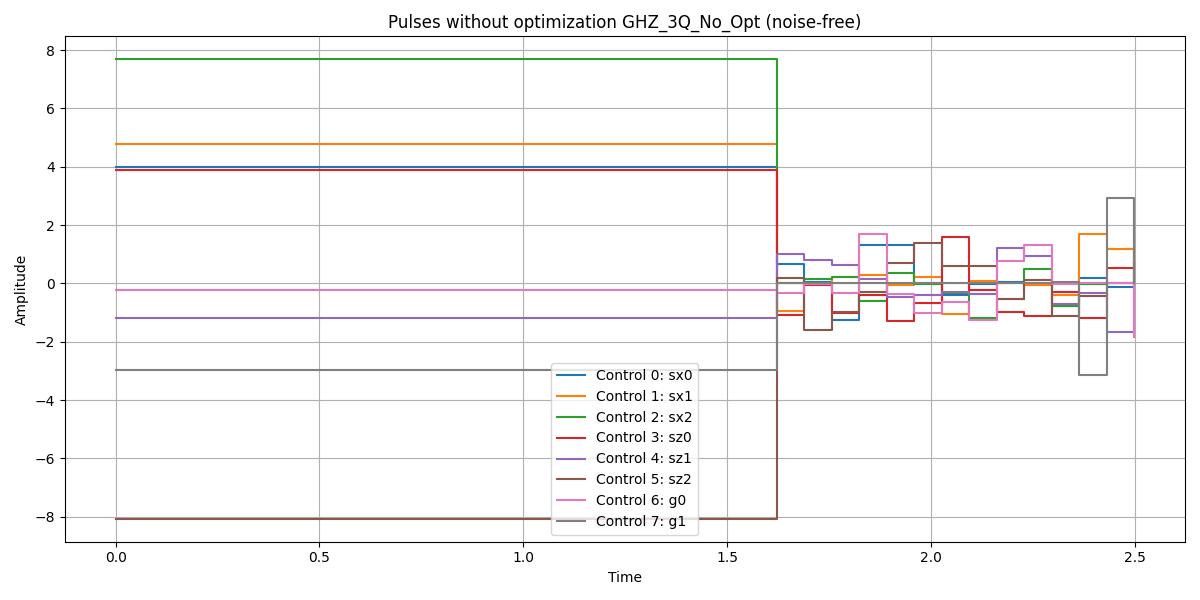 Pulses without optimization GHZ_3Q_No_Opt (noise-free)
8
6
4
2
0
−2
−4
−6
−8
Amplitude
Control 0: sx0
Control 1: sx1
Control 2: sx2
Control 3: sz0
Control 4: sz1
Control 5: sz2
Control 6: g0
Control 7: g1
0.0 0.5 1.0 1.5 2.0 2.5
Time